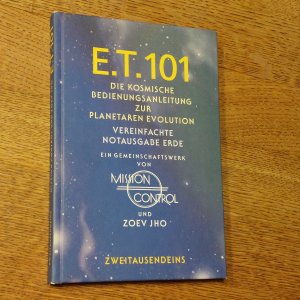 E.T. 101
DIE KOSMISCHE
BEDIENUNGSANLEITUNG
ZUR
PLANETAREN EVOLUTION
VEREINFACHTE
NOTAUSGABE ERDE
EIN GEMEINSCHAFTSWERK
VON
MISSION
CONTROL
UND
ZOEV JHO
ZWEITAUSENDEINS